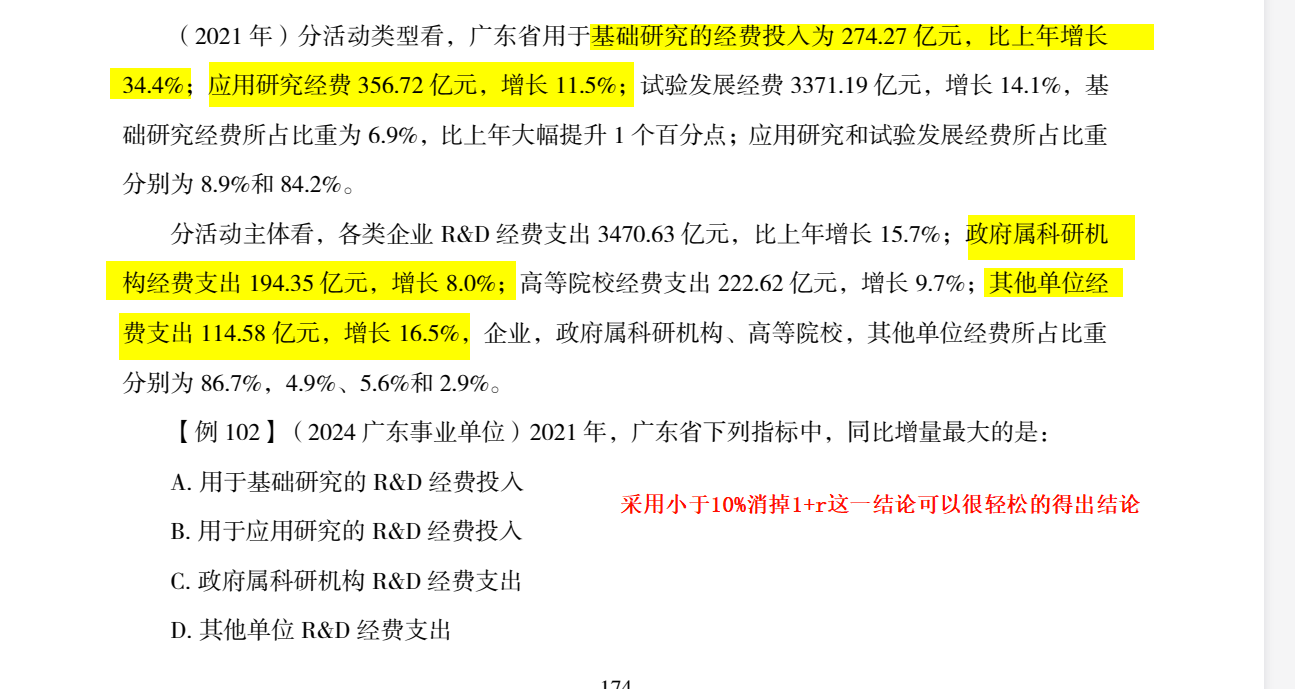 （2021 年）分活动类型看，广东省用于基础研究的经费投入为 274.27 亿元，比上年增长
34.4%；应用研究经费 356.72 亿元，增长 11.5%；试验发展经费 3371.19 亿元，增长 14.1%，基
础研究经费所占比重为 6.9%，比上年大幅提升 1 个百分点；应用研究和试验发展经费所占比重
分别为 8.9%和 84.2%。
分活动主体看，各类企业 R&D 经费支出 3470.63 亿元，比上年增长 15.7%；政府属科研机
构经费支出 194.35 亿元，增长 8.0%；高等院校经费支出 222.62 亿元，增长 9.7%；其他单位经
费支出 114.58 亿元，增长 16.5%，企业，政府属科研机构、高等院校，其他单位经费所占比重
分别为 86.7%，4.9%、5.6%和 2.9%。
【例 102】（2024 广东事业单位）2021 年，广东省下列指标中，同比增量最大的是：
A. 用于基础研究的 R&D 经费投入
采用小于10%消掉1+r这一结论可以很轻松的得出结论
B. 用于应用研究的 R&D 经费投入
C. 政府属科研机构 R&D 经费支出
D. 其他单位 R&D 经费支出
174